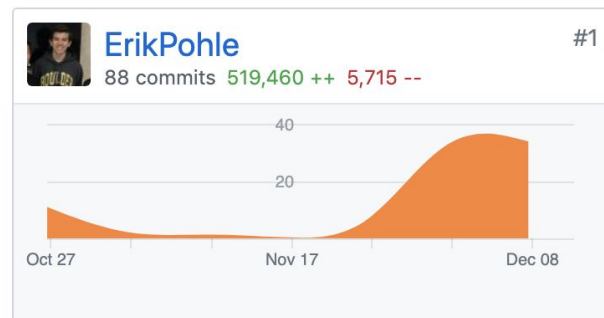 ErikPohle
#1
88 commits 519,460 ++ 5,715 --
40
20
Oct 27 Nov 17 Dec 08